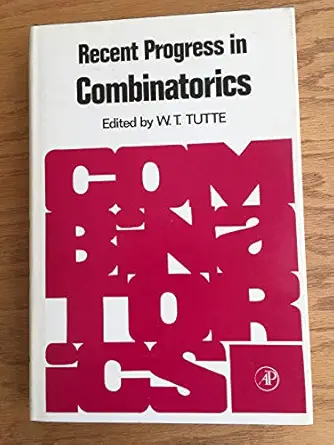 Recent Progress in
Combinatorics
Edited by W. T. TUTTE
COM
BiNa
TOR
iCS
AP